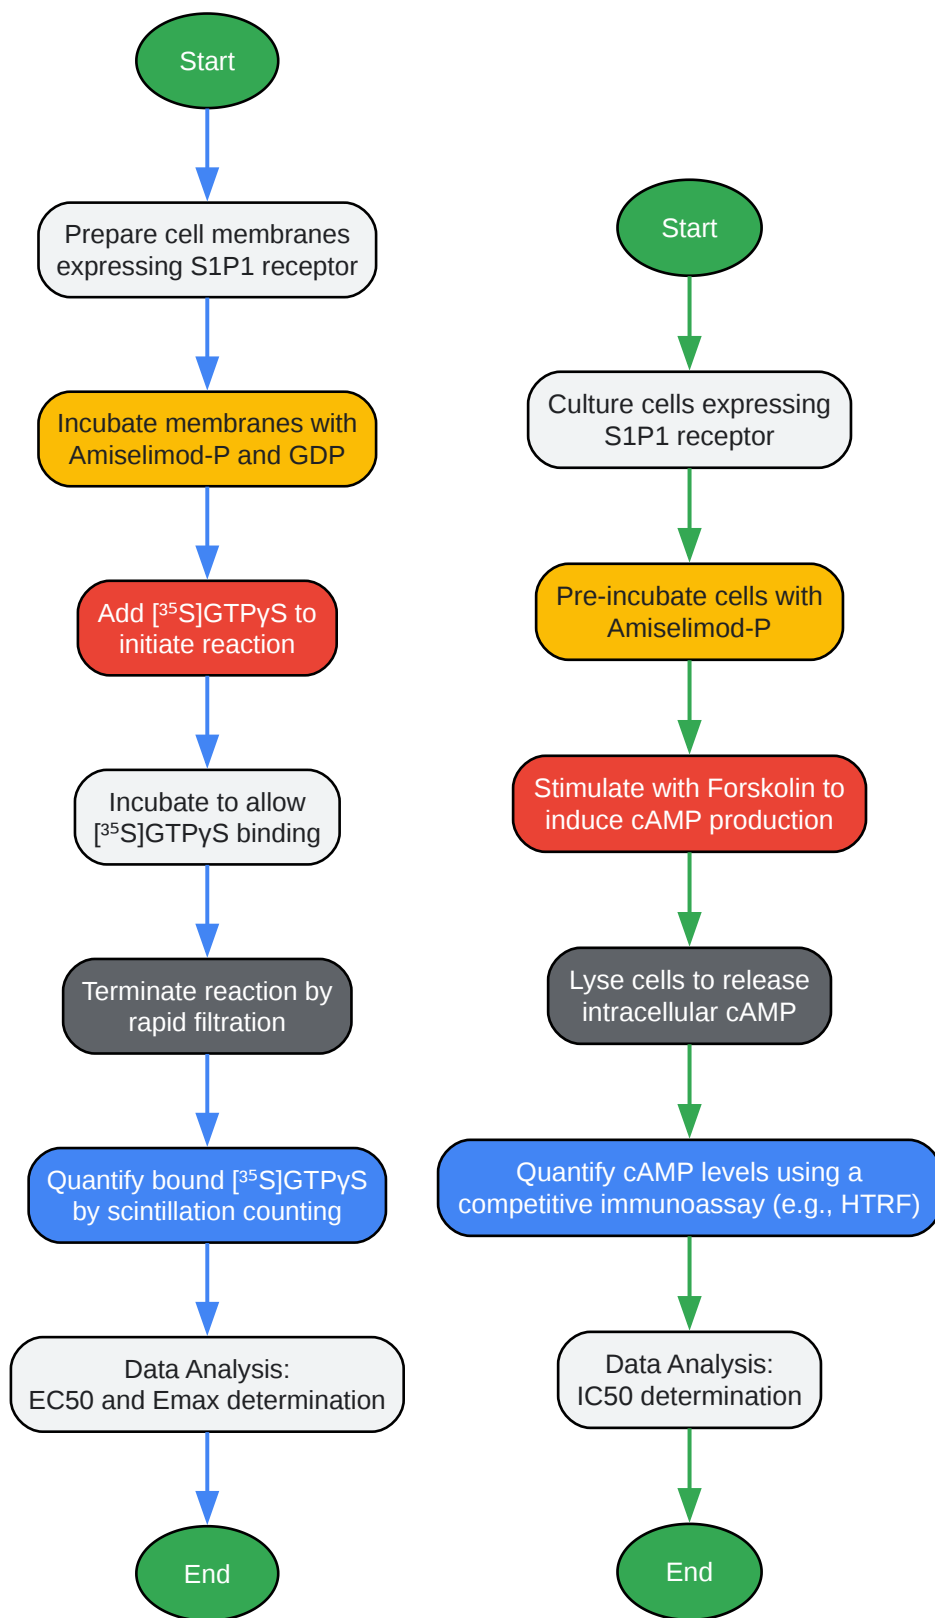 Start
Prepare cell membranes
expressing S1P1 receptor
Incubate membranes with
Amiselimod-P and GDP
Add [³⁵S]GTPγS to
initiate reaction
Incubate to allow
[³⁵S]GTPγS binding
Terminate reaction by
rapid filtration
Quantify bound [³⁵S]GTPγS
by scintillation counting
Data Analysis:
EC50 and Emax determination
End
Start
Culture cells expressing
S1P1 receptor
Pre-incubate cells with
Amiselimod-P
Stimulate with Forskolin to
induce cAMP production
Lyse cells to release
intracellular cAMP
Quantify cAMP levels using a
competitive immunoassay (e.g., HTRF)
Data Analysis:
IC50 determination
End